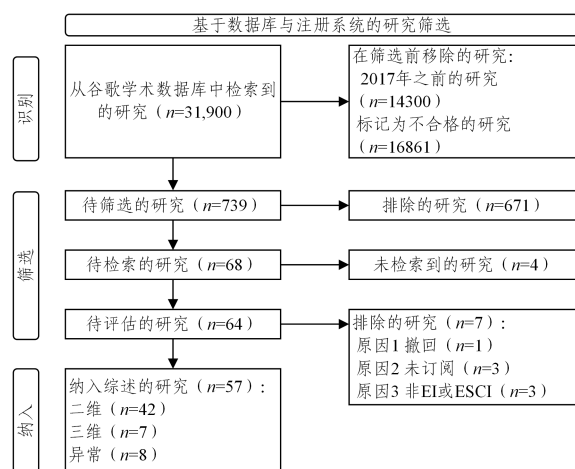 基于数据库与注册系统的研究筛选
识别
从谷歌学术数据库中检索到
的研究（n=31,900）
在筛选前移除的研究：
2017年之前的研究
（n=14300）
标记为不合格的研究
（n=16861）
筛选
待筛选的研究（n=739）
排除的研究（n=671）
待检索的研究（n=68）
未检索到的研究（n=4）
待评估的研究（n=64）
排除的研究（n=7）：
原因1 撤回（n=1）
原因2 未订阅（n=3）
原因3 非EI或ESCI（n=3）
纳入
纳入综述的研究（n=57）：
二维（n=42）
三维（n=7）
异常（n=8）